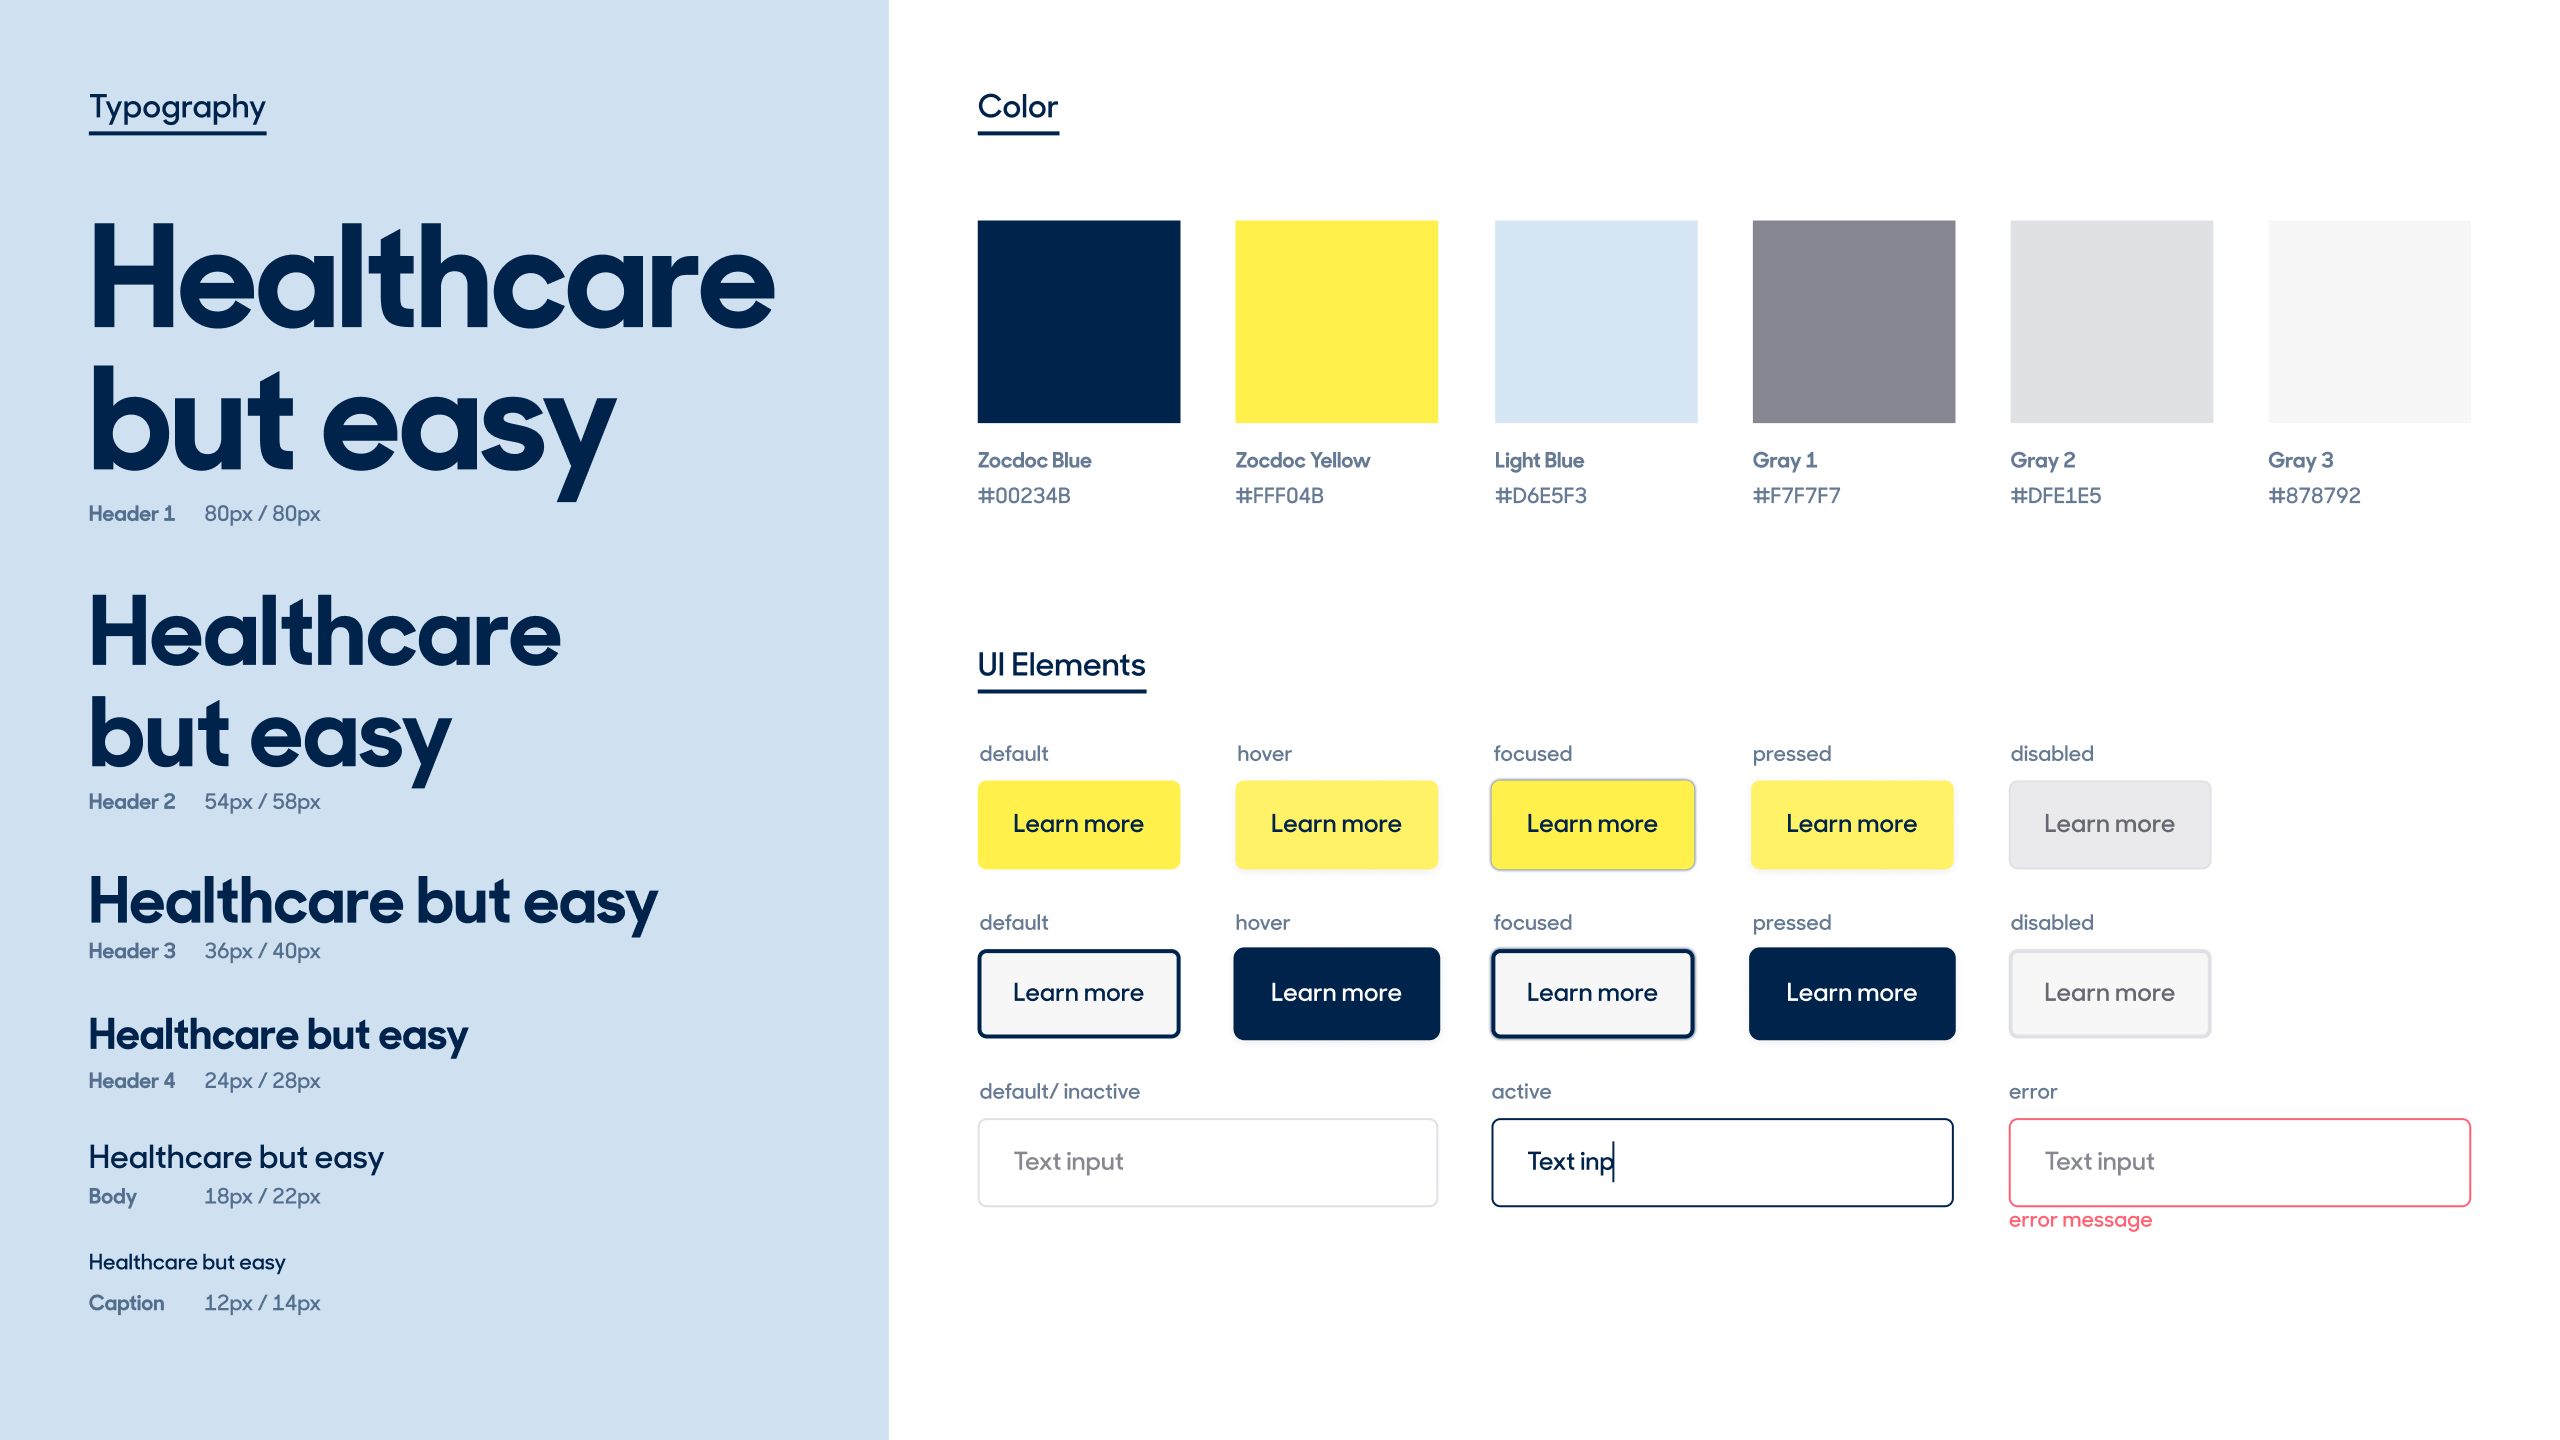 Typography
Healthcare
but easy
Header 1 80px / 80px
Healthcare
but easy
Header 2 54px / 58px
Healthcare but easy
Header 3 36px / 40px
Healthcare but easy
Header 4 24px / 28px
Healthcare but easy
Body 18px / 22px
Healthcare but easy
Caption 12px / 14px
Color
Zocdoc Blue Zocdoc Yellow Light Blue Gray 1 Gray 2 Gray 3
#00234B #FFF04B #D6E5F3 #F7F7F7 #DFE1E5 #878792
UI Elements
default hover focused pressed disabled
Learn more Learn more Learn more Learn more Learn more
default hover focused pressed disabled
Learn more Learn more Learn more Learn more Learn more
default/ inactive active error
Text input Text inp Text input
error message